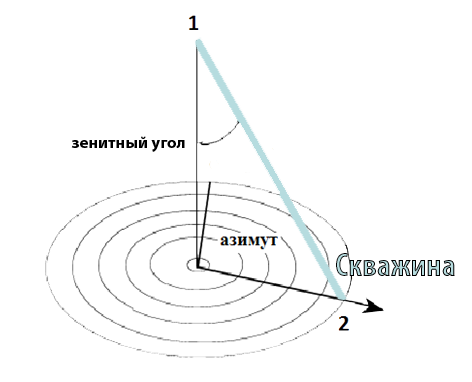 1
зенитный угол
азимут
Скважина
2